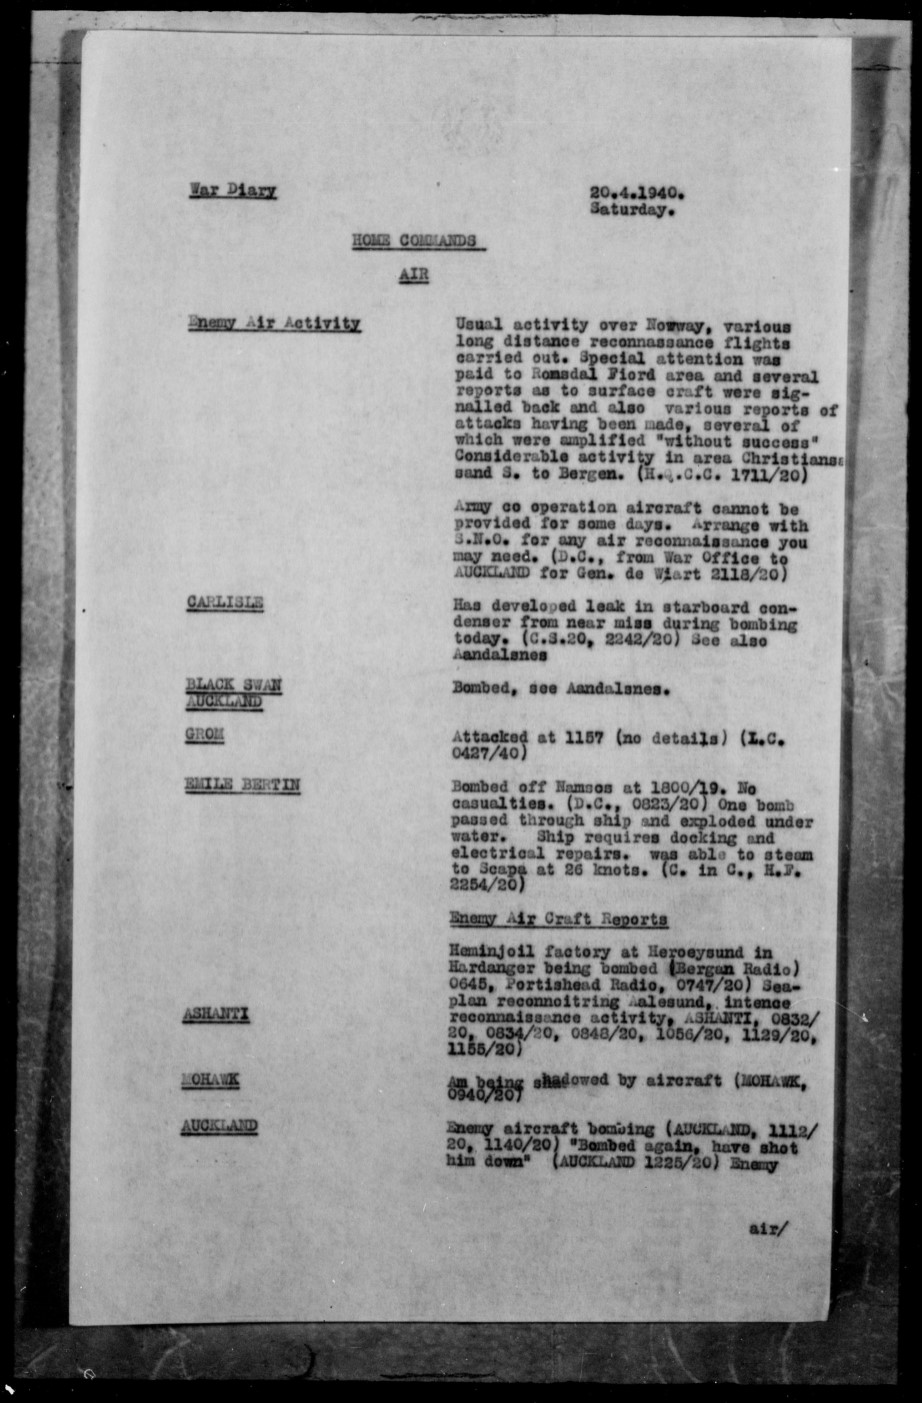 War Diary
20.4.1940.
Saturday.
HOME COMMANDS
AIR
Enemy Air Activity
Usual activity over Norway, various
long distance reconnassance flights
carried out. Special attention was
paid to Romsdal Fiord area and several
reports as to surface craft were sig-
nalled back and also various reports of
attacks having been made, several of
which were amplified "without success"
Considerable activity in area Christians
sand S. to Bergen. (H.Q.C.C. 1711/20)
Army co operation aircraft cannot be
provided for some days. Arrange with
S.N.O. for any air reconnaissance you
may need. (D.C., from War Office to
AUCKLAND for Gen. de Wiart 2118/20)
CARLISLE
Has developed leak in starboard con-
denser from near miss during bombing
today. (C.S.20, 2242/20) See also
Aandalsnes
BLACK SWAN
AUCKLAND
Bombed, see Aandalsnes.
GROM
Attacked at 1157 (no details) (L.C.
0427/40)
EMILE BERTIN
Bombed off Namsos at 1800/19. No
casualties. (D.C., 0823/20) One bomb
passed through ship and exploded under
water. Ship requires docking and
electrical repairs. was able to steam
to Scapa at 26 knots. (C. in C., H.F.
2254/20)
Enemy Air Craft Reports
Heminjoil factory at Heroeysund in
Hardanger being bombed (Bergan Radio)
0645, Portishead Radio, 0747/20) Sea-
plan reconnoitring Aalesund, intence
ASHANTI
reconnaissance activity, ASHANTI, 0832/
20, 0834/20, 0848/20, 1056/20, 1129/20,
1155/20)
MOHAWK
Am being shadowed by aircraft (MOHAWK,
0940/20)
AUCKLAND
Enemy aircraft bombing (AUCKLAND, 1112/
20, 1140/20) "Bombed again, have shot
him down" (AUCKLAND 1225/20) Enemy
air/